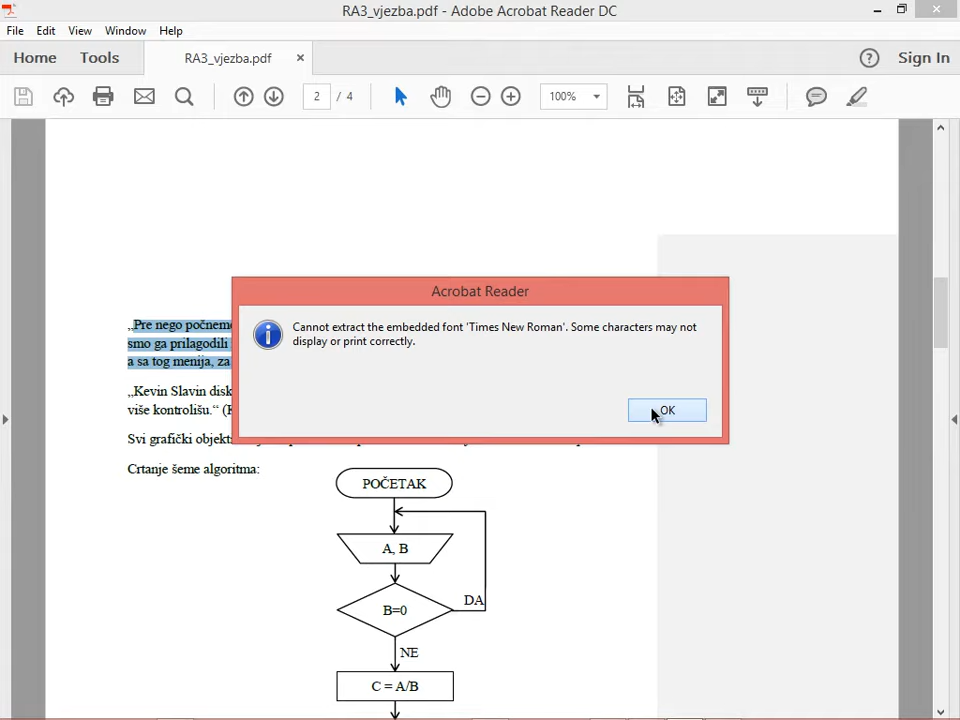 RA3_vjezba.pdf - Adobe Acrobat Reader DC
File Edit View Window Help
Home Tools RA3_vjezba.pdf × ? Sign In
2 / 4 100%
Acrobat Reader
Cannot extract the embedded font 'Times New Roman'. Some characters may not
display or print correctly.
OK
„Pre nego počnem
smo ga prilagodili
a sa tog menija, za
„Kevin Slavin disk
više kontrolišu.“
Svi grafički objekt
Crtanje šeme algoritma:
POČETAK
A, B
B=0
DA
NE
C = A/B